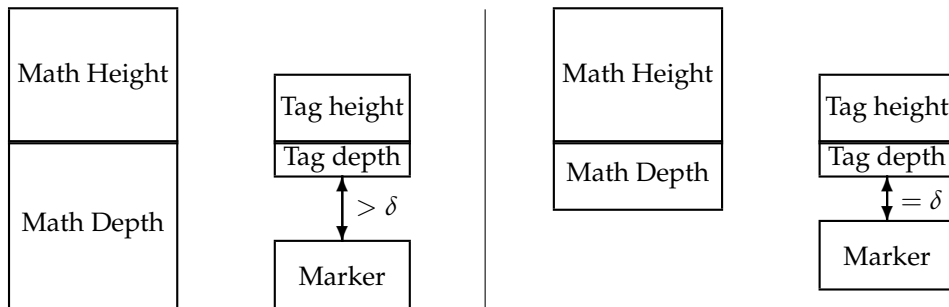 Math Height
Tag height
Tag depth
Math Depth
> δ
Marker
Math Height
Tag height
Tag depth
Math Depth
= δ
Marker